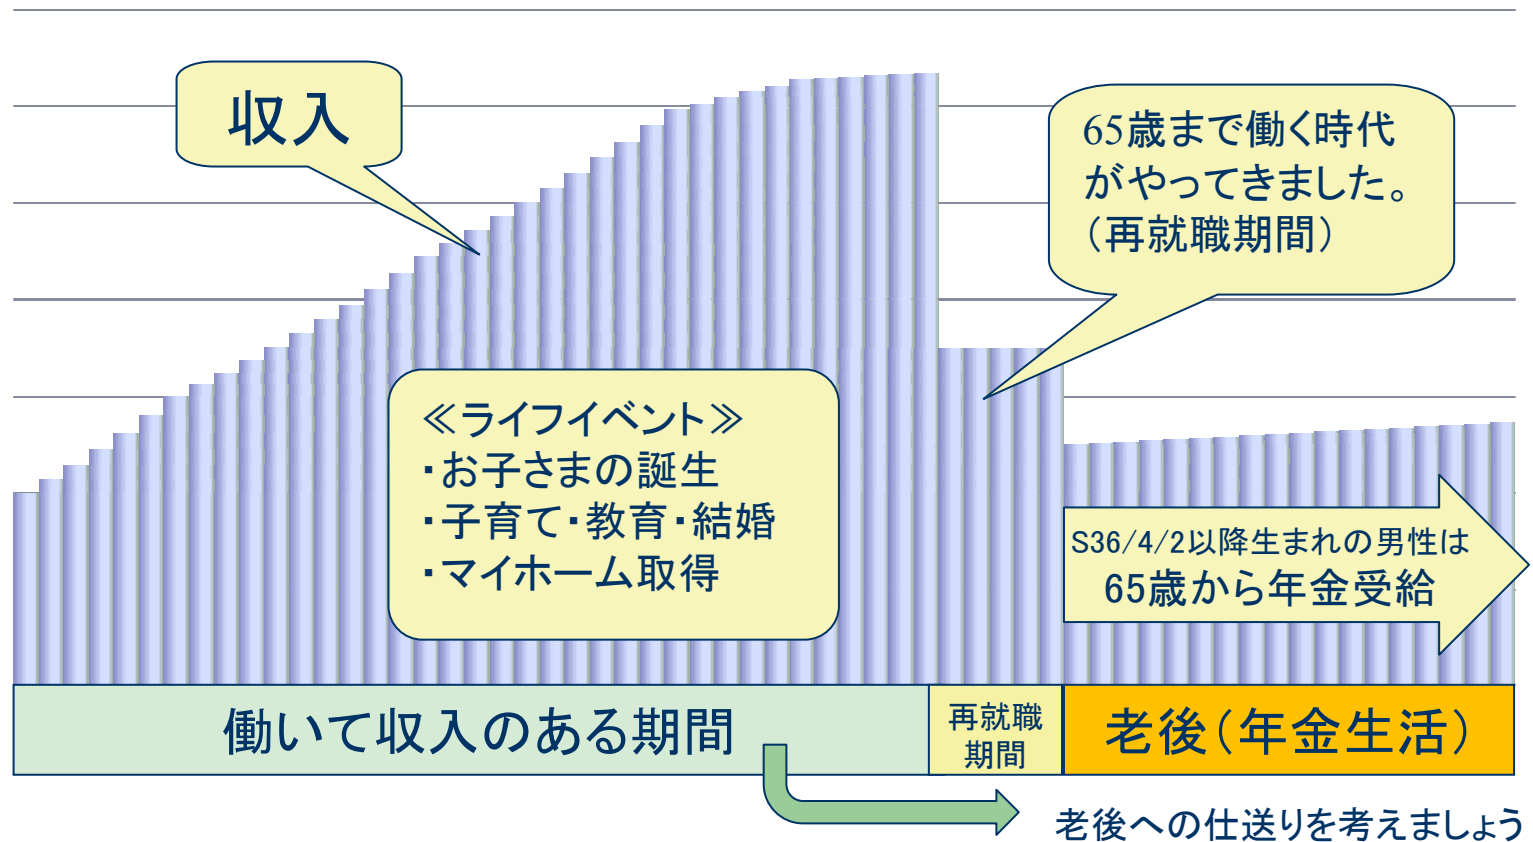 収入
65歳まで働く時代
がやってきました。
（再就職期間）
≪ライフイベント≫
・お子さまの誕生
・子育て・教育・結婚
・マイホーム取得
S36/4/2以降生まれの男性は
65歳から年金受給
働いて収入のある期間
再就職
期間
老後（年金生活）
老後への仕送りを考えましょう